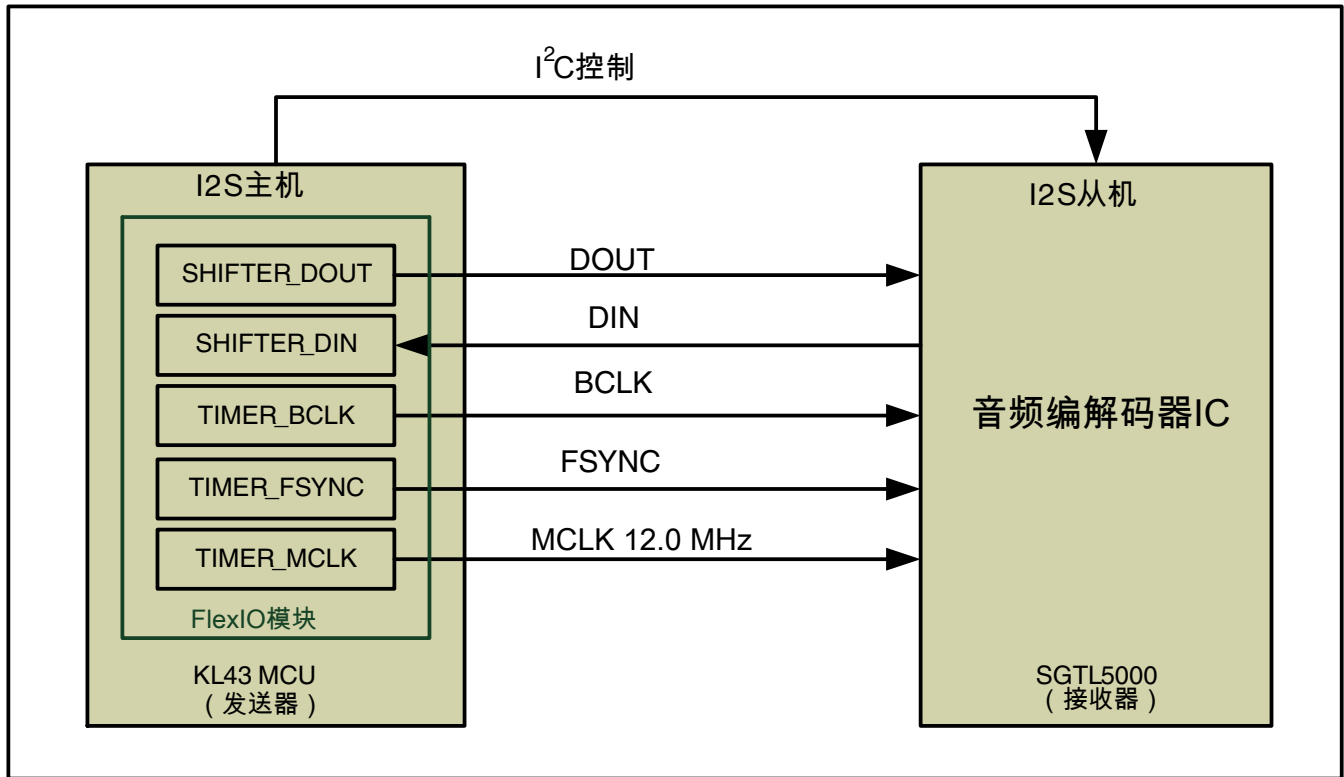 I²C控制
I2S主机
SHIFTER_DOUT
SHIFTER_DIN
TIMER_BCLK
TIMER_FSYNC
TIMER_MCLK
FlexIO模块
KL43 MCU
（发送器）
DOUT
DIN
BCLK
FSYNC
MCLK 12.0 MHz
I2S从机
音频编解码器IC
SGTL5000
（接收器）